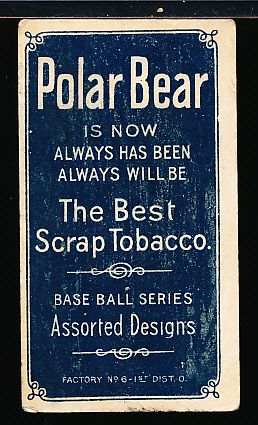 Polar Bear
IS NOW
ALWAYS HAS BEEN
ALWAYS WILL BE
The Best
Scrap Tobacco.
BASE BALL SERIES
Assorted Designs
FACTORY Nº 6-1ST DIST. O.